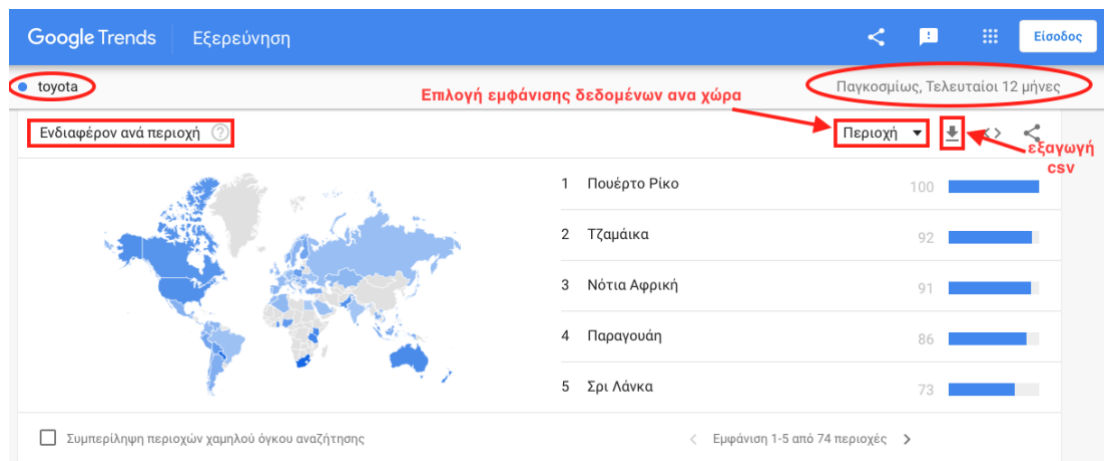 Google Trends Εξερεύνηση Είσοδος
toyota Παγκοσμίως, Τελευταίοι 12 μήνες
Επιλογή εμφάνισης δεδομένων ανα χώρα
Ενδιαφέρον ανά περιοχή Περιοχή
εξαγωγή
csv
1 Πουέρτο Ρίκο 100
2 Τζαμάικα 92
3 Νότια Αφρική 91
4 Παραγουάη 86
5 Σρι Λάνκα 73
Συμπερίληψη περιοχών χαμηλού όγκου αναζήτησης Εμφάνιση 1-5 από 74 περιοχές